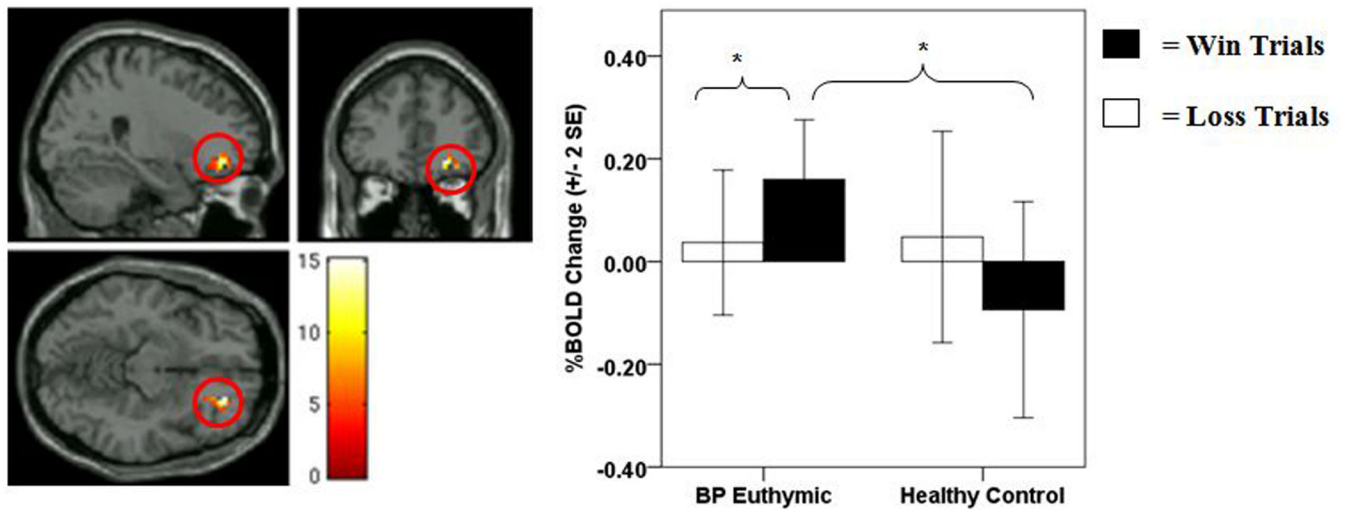 15
10
5
0
%BOLD Change (+/- 2 SE)
0.40
0.20
0.00
-0.20
-0.40
*
*
BP Euthymic
Healthy Control
= Win Trials
= Loss Trials